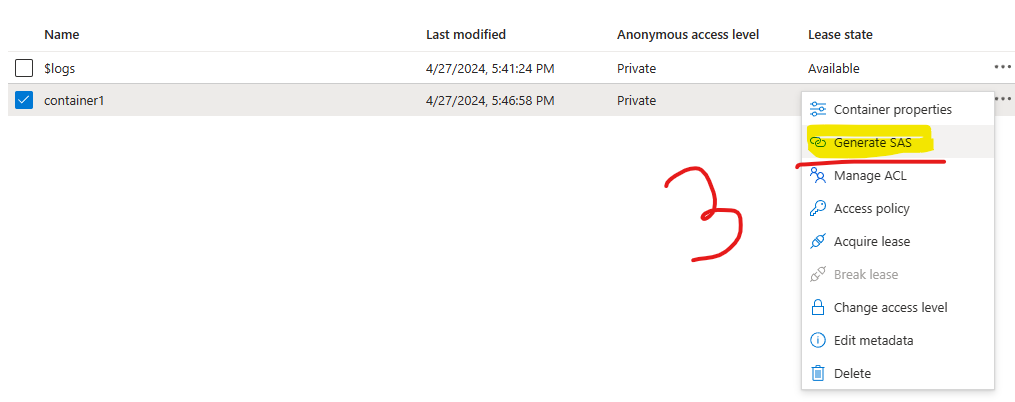 Name Last modified Anonymous access level Lease state
$logs 4/27/2024, 5:41:24 PM Private Available
container1 4/27/2024, 5:46:58 PM Private
Container properties
Generate SAS
3
Manage ACL
Access policy
Acquire lease
Break lease
Change access level
Edit metadata
Delete